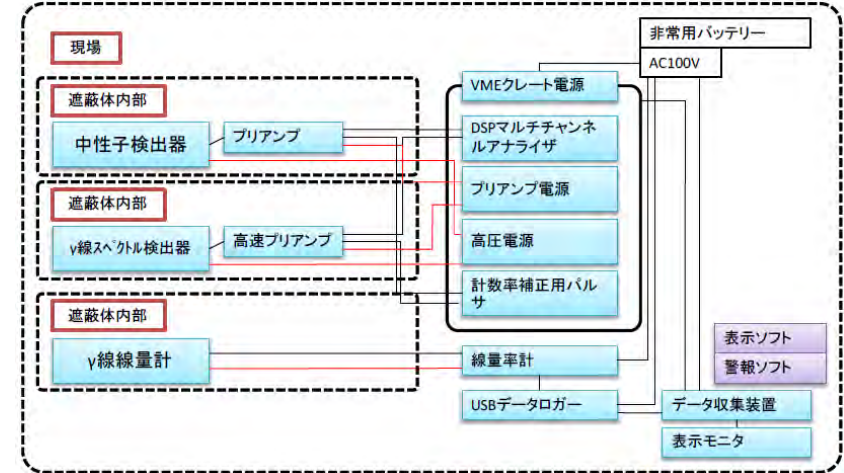 現場
非常用バッテリー
AC100V
遮蔽体内部
中性子検出器
プリアンプ
VMEクレート電源
DSPマルチチャンネ
ルアナライザ
プリアンプ電源
高圧電源
計数率補正用パル
サ
遮蔽体内部
γ線スペクトル検出器
高速プリアンプ
遮蔽体内部
γ線線量計
線量率計
USBデータロガー
表示ソフト
警報ソフト
データ収集装置
表示モニタ